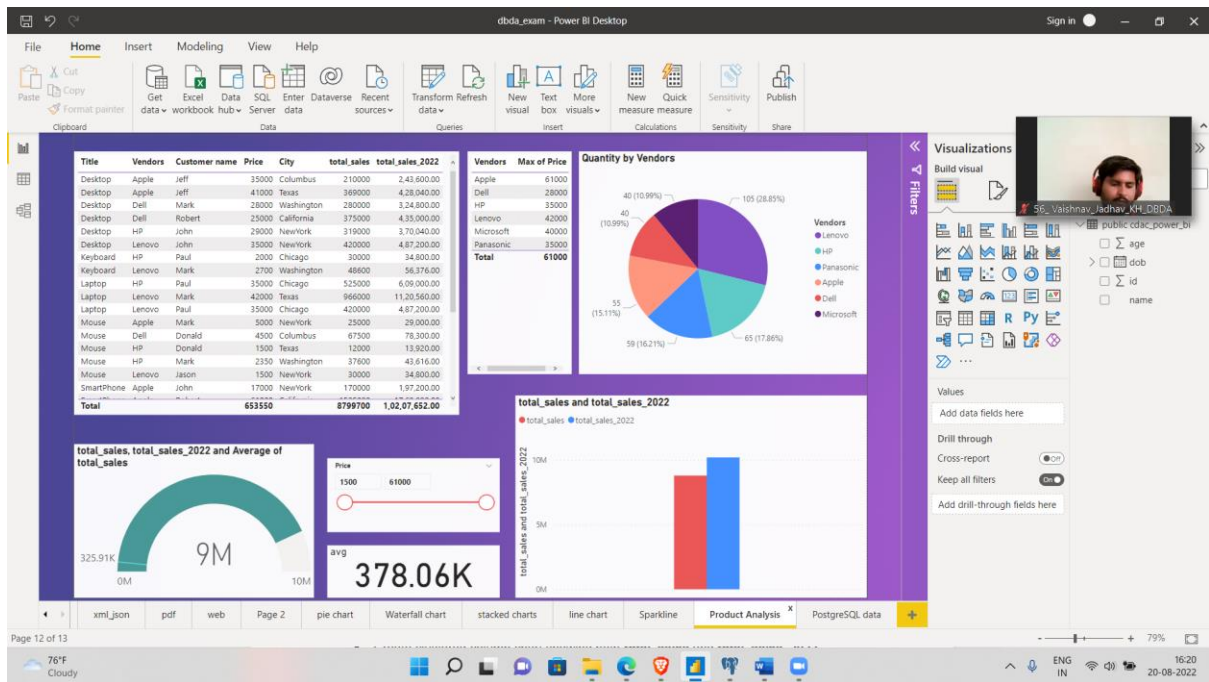 dbda_exam - Power BI Desktop
Sign in
File Home Insert Modeling View Help
Paste
Cut
Copy
Format painter
Get data
Excel workbook
Data hub
SQL Server
Enter data
Dataverse
Recent sources
Transform data
Refresh
New visual
Text box
More visuals
New measure
Quick measure
Sensitivity
Publish
Clipboard Data Queries Insert Calculations Sensitivity Share
Title Vendors Customer name Price City total_sales total_sales_2022
Desktop Apple Jeff 35000 Columbus 210000 2,43,600.00
Desktop Apple Jeff 41000 Texas 369000 4,28,040.00
Desktop Dell Mark 28000 Washington 280000 3,24,800.00
Desktop Dell Robert 25000 California 375000 4,35,000.00
Desktop HP John 29000 NewYork 319000 3,70,040.00
Desktop Lenovo John 35000 NewYork 420000 4,87,200.00
Keyboard HP Paul 2000 Chicago 30000 34,800.00
Keyboard Lenovo Mark 2700 Washington 48600 56,376.00
Laptop HP Paul 35000 Chicago 525000 6,09,000.00
Laptop Lenovo Mark 42000 Texas 966000 11,20,560.00
Laptop Lenovo Paul 35000 Chicago 420000 4,87,200.00
Mouse Apple Mark 5000 NewYork 25000 29,000.00
Mouse Dell Donald 4500 Columbus 67500 78,300.00
Mouse HP Donald 1500 Texas 12000 13,920.00
Mouse HP Mark 2350 Washington 37600 43,616.00
Mouse Lenovo Jason 1500 NewYork 30000 34,800.00
SmartPhone Apple John 17000 NewYork 170000 1,97,200.00
Total 653550 8799700 1,02,07,652.00
Vendors Max of Price
Apple 61000
Dell 28000
HP 35000
Lenovo 42000
Microsoft 40000
Panasonic 35000
Total 61000
Quantity by Vendors
40 (10.99%)
105 (28.85%)
40 (10.99%)
55 (15.11%)
59 (16.21%)
65 (17.86%)
Vendors
Lenovo
HP
Panasonic
Apple
Dell
Microsoft
total_sales, total_sales_2022 and Average of
total_sales
325.91K
9M
0M
10M
Price
1500 61000
avg
378.06K
total_sales and total_sales_2022
total_sales total_sales_2022
total_sales and total_sales_2022
10M
5M
0M
Filters
Visualizations
Build visual
R Py
Values
Add data fields here
Drill through
Cross-report Off
Keep all filters On
Add drill-through fields here
56_ Vaishnav_Jadhav_KH_DBDA
public cdac_power_bi
age
dob
id
name
xml_json pdf web Page 2 pie chart Waterfall chart stacked charts line chart Sparkline Product Analysis x PostgreSQL data +
Page 12 of 13
79%
76°F
Cloudy
ENG
IN
16:20
20-08-2022